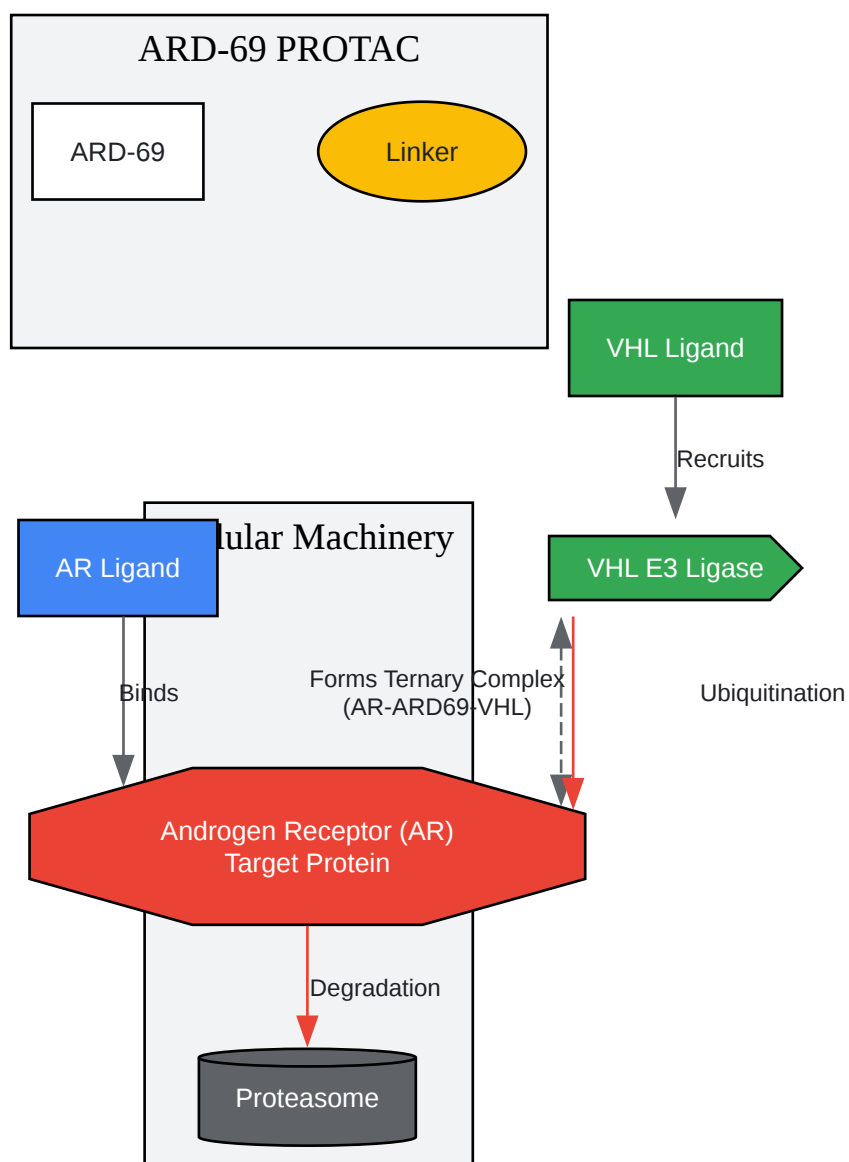 ARD-69 PROTAC
ARD-69
Linker
VHL Ligand
Recruits
lular Machinery
AR Ligand
VHL E3 Ligase
Binds
Forms Ternary Complex
(AR-ARD69-VHL)
Ubiquitination
Androgen Receptor (AR)
Target Protein
Degradation
Proteasome